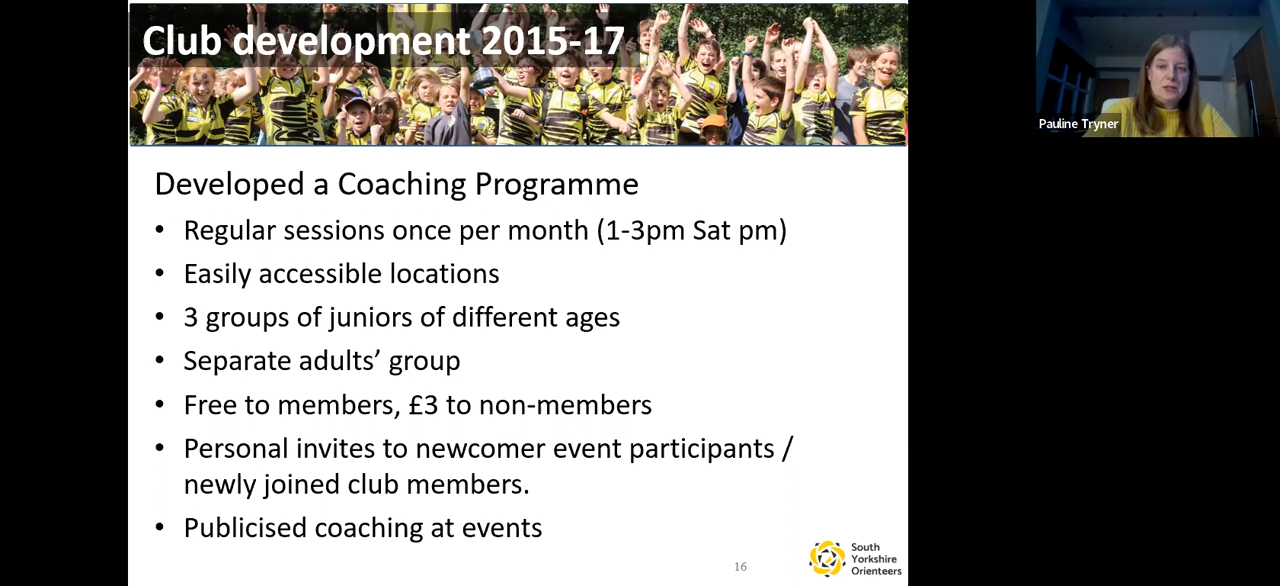 Club development 2015-17
Pauline Tryner
Developed a Coaching Programme
• Regular sessions once per month (1-3pm Sat pm)
• Easily accessible locations
• 3 groups of juniors of different ages
• Separate adults’ group
• Free to members, £3 to non-members
• Personal invites to newcomer event participants /
newly joined club members.
• Publicised coaching at events
16
South
Yorkshire
Orienteers